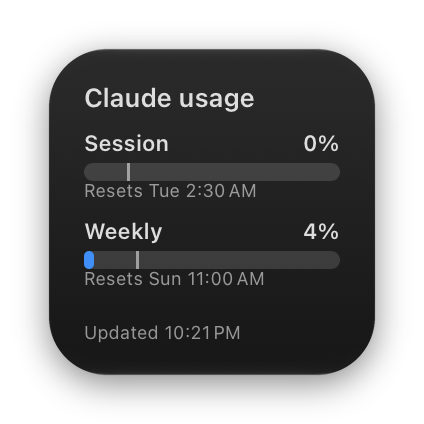 Claude usage
Session 0%
Resets Tue 2:30 AM
Weekly 4%
Resets Sun 11:00 AM
Updated 10:21 PM